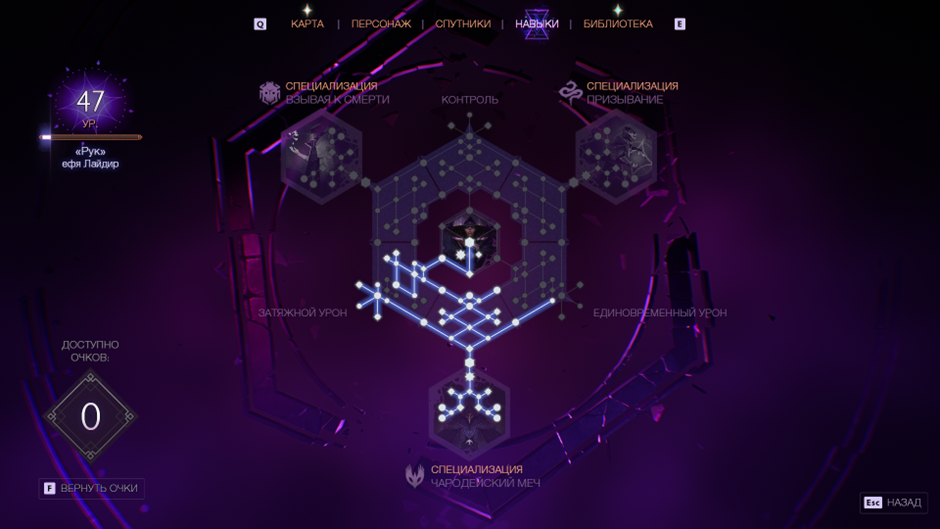 Q КАРТА | ПЕРСОНАЖ | СПУТНИКИ | НАВЫКИ | БИБЛИОТЕКА E
47
УР.
«Рук»
ефя Лайдир
СПЕЦИАЛИЗАЦИЯ
ВЗЫВАЯ К СМЕРТИ
КОНТРОЛЬ
СПЕЦИАЛИЗАЦИЯ
ПРИЗЫВАНИЕ
ЗАТЯЖНОЙ УРОН
ЕДИНОВРЕМЕННЫЙ УРОН
ДОСТУПНО
ОЧКОВ:
0
F ВЕРНУТЬ ОЧКИ
СПЕЦИАЛИЗАЦИЯ
ЧАРОДЕЙСКИЙ МЕЧ
Esc НАЗАД